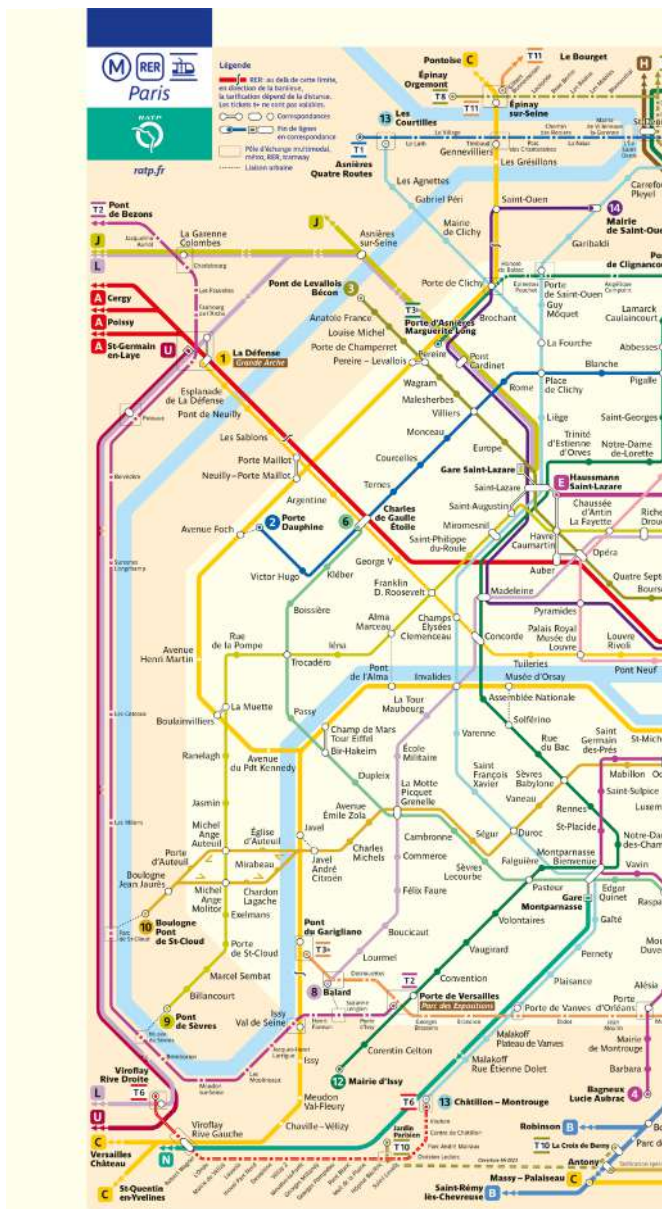 M
RER
Paris
RATP
ratp.fr
Légende
RER: au delà de cette limite,
en direction de la banlieue,
la tarification dépend de la distance.
Les tickets t+ ne sont pas valables.
Correspondances
Fin de lignes
en correspondance
Pôle d'échange multimodal,
métro, RER, tramway
Liaison urbaine
Pontoise
C
T11
Le Bourget
H
Épinay
Orgemont
T8
T11
Épinay
sur-Seine
13
Les
Courtilles
T1
Asnières
Quatre Routes
Le Village
Gennevilliers
Les Grésillons
Les Agnettes
Gabriel Péri
Saint-Ouen
14
Mairie
de Saint-Ouen
Carrefour
Pleyel
Mairie
de Clichy
Garibaldi
T2
Pont
de Bezons
J
L
La Garenne
Colombes
Asnières
sur-Seine
J
Charlebourg
Les Fauvelles
Faubourg
de l'Arche
A
Cergy
A
Poissy
A
St-Germain
en-Laye
U
1
La Défense
Grande Arche
Pont de Levallois
Bécon
3
Anatole France
Louise Michel
Porte de Champerret
Pereire – Levallois
Porte de Clichy
T3b
Porte d'Asnières
Marguerite Long
Pereire
Brochant
Pont
Cardinet
Porte
de Saint-Ouen
Guy
Môquet
La Fourche
Lamarck
Caulaincourt
Abbesses
Blanche
Place
de Clichy
Pigalle
Rome
Wagram
Malesherbes
Villiers
Monceau
Courcelles
Ternes
Europe
Liège
Saint-Georges
Trinité
d'Estienne
d'Orves
Notre-Dame
de-Lorette
Gare Saint-Lazare
Saint-Lazare
E
Haussmann
Saint-Lazare
Saint-Augustin
Miromesnil
Saint-Philippe
du-Roule
Chaussée
d'Antin
La Fayette
Havre
Caumartin
Opéra
Auber
Esplanade
de La Défense
Pont de Neuilly
Les Sablons
Porte Maillot
Neuilly – Porte Maillot
Argentine
Puteaux
Belvédère
Suresnes
Longchamp
Avenue Foch
2
Porte
Dauphine
6
Charles
de Gaulle
Étoile
Victor Hugo
Kléber
Boissière
George V
Franklin
D. Roosevelt
Alma
Marceau
Champs
Élysées
Clemenceau
Madeleine
Concorde
Pyramides
Palais Royal
Musée du
Louvre
Louvre
Rivoli
Tuileries
Pont Neuf
Avenue
Henri Martin
Rue
de la Pompe
Iéna
Trocadéro
Pont
de l'Alma
Invalides
Musée d'Orsay
Assemblée Nationale
La Muette
Boulainvilliers
Passy
La Tour
Maubourg
Solférino
Rue
du Bac
Varenne
Saint
Germain
des-Prés
Champ de Mars
Tour Eiffel
Bir-Hakeim
École
Militaire
Ranelagh
Avenue
du Pdt Kennedy
Dupleix
La Motte
Picquet
Grenelle
Saint
François
Xavier
Sèvres
Babylone
Mabillon
Saint-Sulpice
Vaneau
Rennes
St-Placide
Jasmin
Avenue
Émile Zola
Cambronne
Ségur
Duroc
Falguière
Montparnasse
Bienvenüe
Vavin
Michel
Ange
Auteuil
Église
d'Auteuil
Javel
Javel
André
Citroën
Charles
Michels
Commerce
Sèvres
Lecourbe
Pasteur
Edgar
Quinet
Porte
d'Auteuil
Mirabeau
Boulogne
Jean Jaurès
Michel
Ange
Molitor
Chardon
Lagache
Félix Faure
Volontaires
Gare
Montparnasse
Gaîté
Exelmans
10
Boulogne
Pont
de St-Cloud
Porte
de St-Cloud
Pont
du Garigliano
T3a
Boucicaut
Lourmel
Vaugirard
Convention
Pernety
Plaisance
Marcel Sembat
Billancourt
9
Pont
de Sèvres
8
Balard
T2
Porte de Versailles
Parc des Expositions
Porte de Vanves
Alésia
Issy
Val de Seine
Issy
Corentin Celton
12
Mairie d'Issy
Malakoff
Plateau de Vanves
Malakoff
Rue Étienne Dolet
13
Châtillon – Montrouge
Mairie
de Montrouge
Barbara
4
Bagneux
Lucie Aubrac
Meudon
Val-Fleury
Chaville – Vélizy
Viroflay
Rive Droite
T6
Viroflay
Rive Gauche
L
U
C
Versailles
Château
N
C
St-Quentin
en-Yvelines
T6
Jardin
Parisien
T10
Robinson
B
T10
La Croix de Berny
Antony
Massy – Palaiseau
C
Saint-Rémy
lès-Chevreuse
B